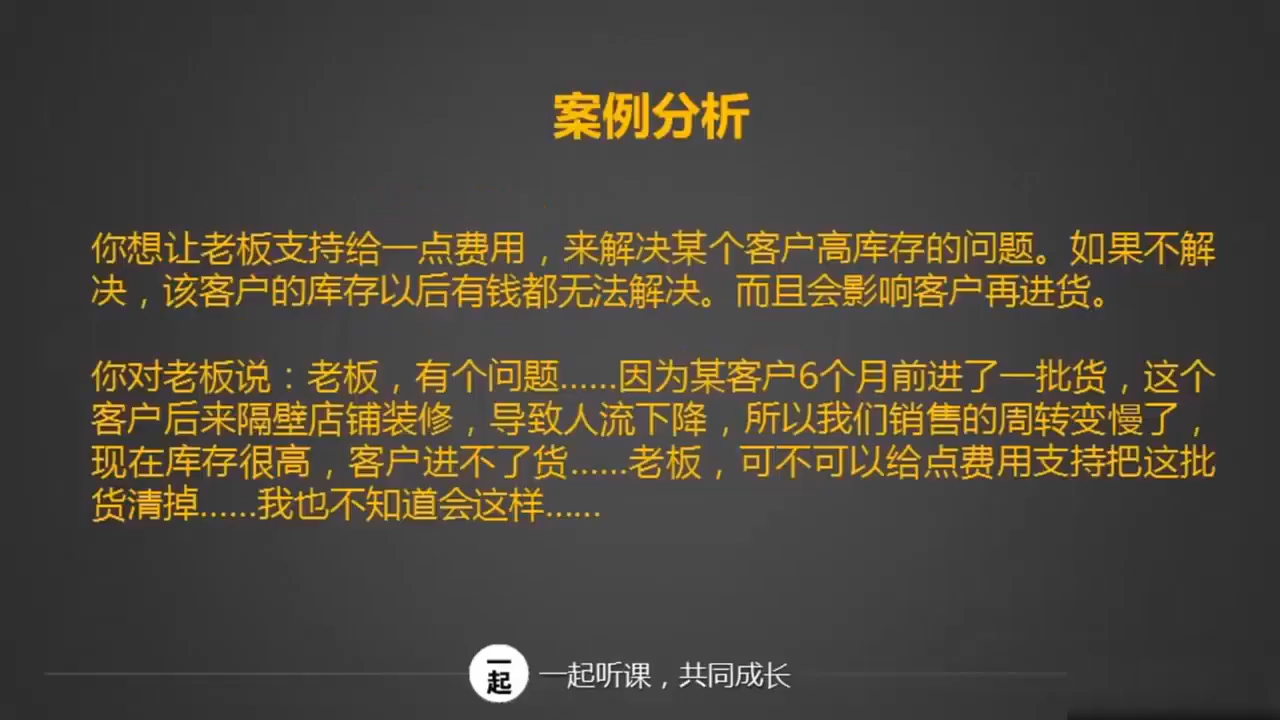 案例分析
你想让老板支持给一点费用，来解决某个客户高库存的问题。如果不解
决，该客户的库存以后有钱都无法解决。而且会影响客户再进货。
你对老板说：老板，有个问题……因为某客户6个月前进了一批货，这个
客户后来隔壁店铺装修，导致人流下降，所以我们销售的周转变慢了，
现在库存很高，客户进不了货……老板，可不可以给点费用支持把这批
货清掉……我也不知道会这样……
一起
一起听课，共同成长